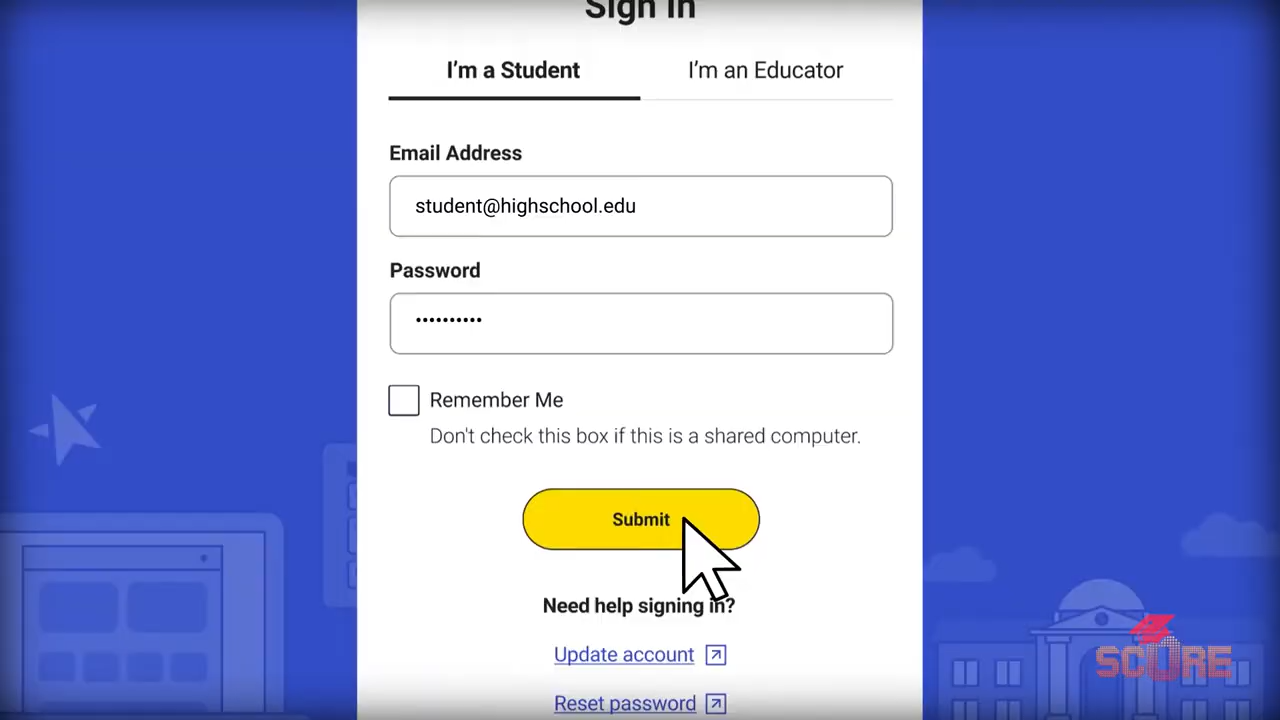 Sign In
I'm a Student
I'm an Educator
Email Address
student@highschool.edu
Password
••••••••••
Remember Me
Don't check this box if this is a shared computer.
Submit
Need help signing in?
Update account
Reset password
SCORE